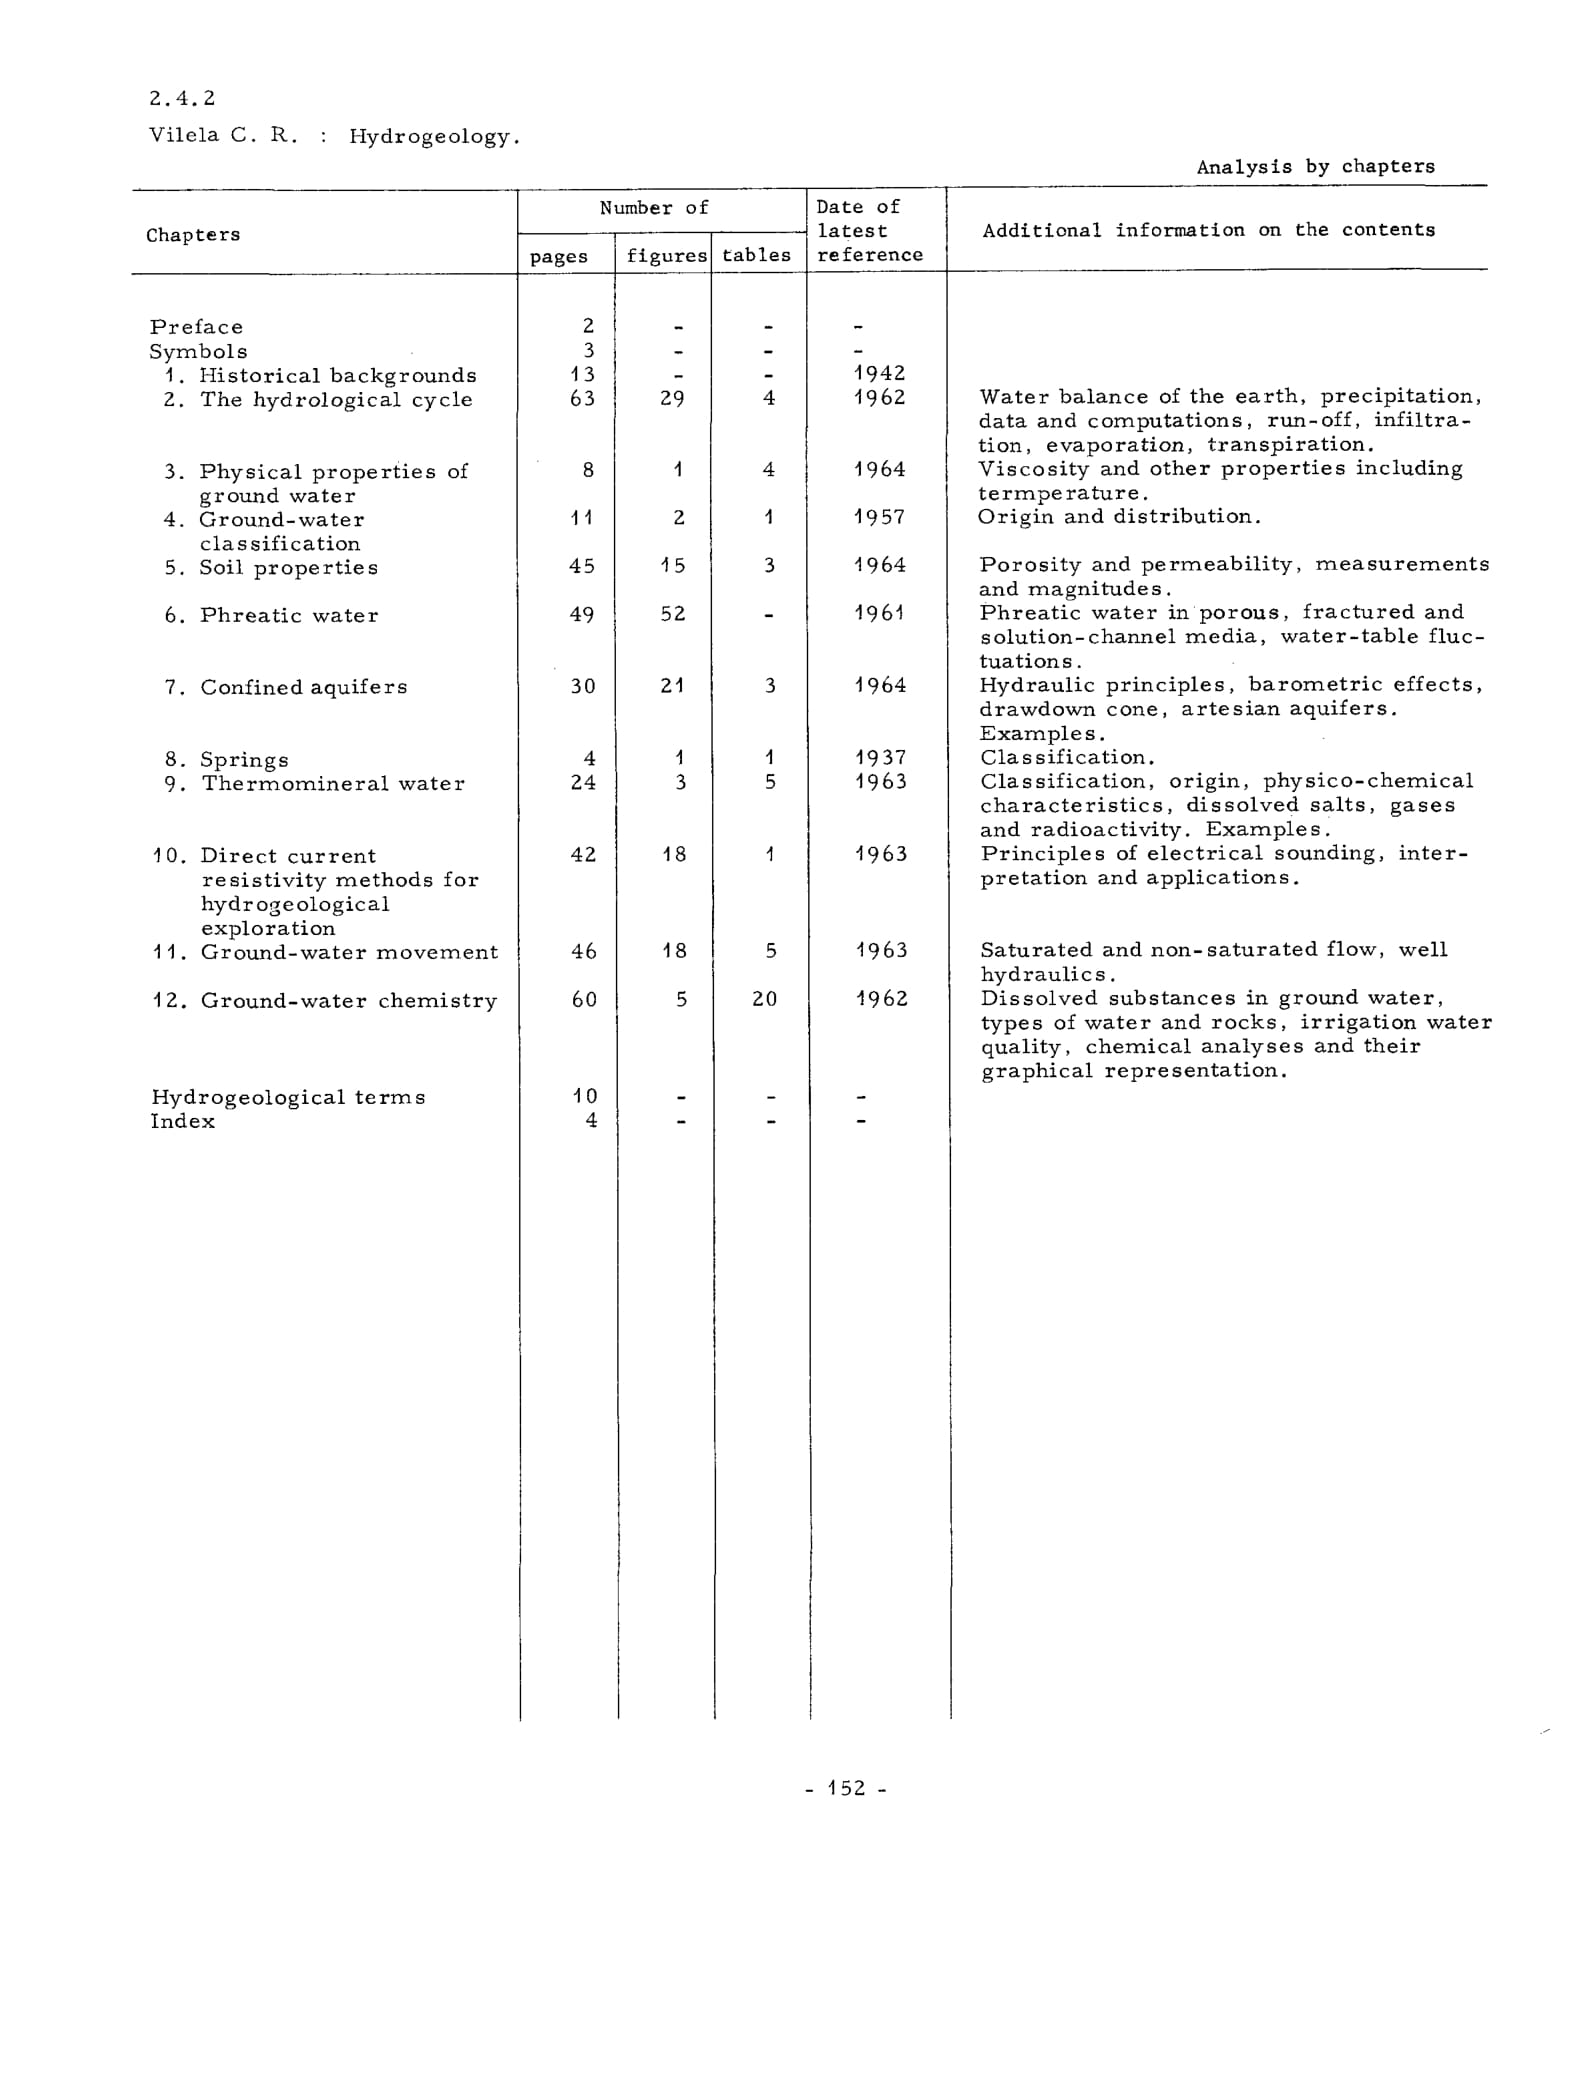 2.4.2
Vilela C. R. : Hydrogeology.
Analysis by chapters
Chapters
Number of
pages figures tables
Date of
latest
reference
Additional information on the contents
Preface 2 - - -
Symbols 3 - - -
1. Historical backgrounds 13 - - 1942
2. The hydrological cycle 63 29 4 1962 Water balance of the earth, precipitation,
data and computations, run-off, infiltra-
tion, evaporation, transpiration.
3. Physical properties of 8 1 4 1964 Viscosity and other properties including
ground water termperature.
4. Ground-water 11 2 1 1957 Origin and distribution.
classification
5. Soil properties 45 15 3 1964 Porosity and permeability, measurements
and magnitudes.
6. Phreatic water 49 52 - 1961 Phreatic water in porous, fractured and
solution-channel media, water-table fluc-
tuations.
7. Confined aquifers 30 21 3 1964 Hydraulic principles, barometric effects,
drawdown cone, artesian aquifers.
Examples.
8. Springs 4 1 1 1937 Classification.
9. Thermomineral water 24 3 5 1963 Classification, origin, physico-chemical
characteristics, dissolved salts, gases
and radioactivity. Examples.
10. Direct current 42 18 1 1963 Principles of electrical sounding, inter-
resistivity methods for pretation and applications.
hydrogeological
exploration
11. Ground-water movement 46 18 5 1963 Saturated and non-saturated flow, well
hydraulics.
12. Ground-water chemistry 60 5 20 1962 Dissolved substances in ground water,
types of water and rocks, irrigation water
quality, chemical analyses and their
graphical representation.
Hydrogeological terms 10 - - -
Index 4 - - -
- 152 -